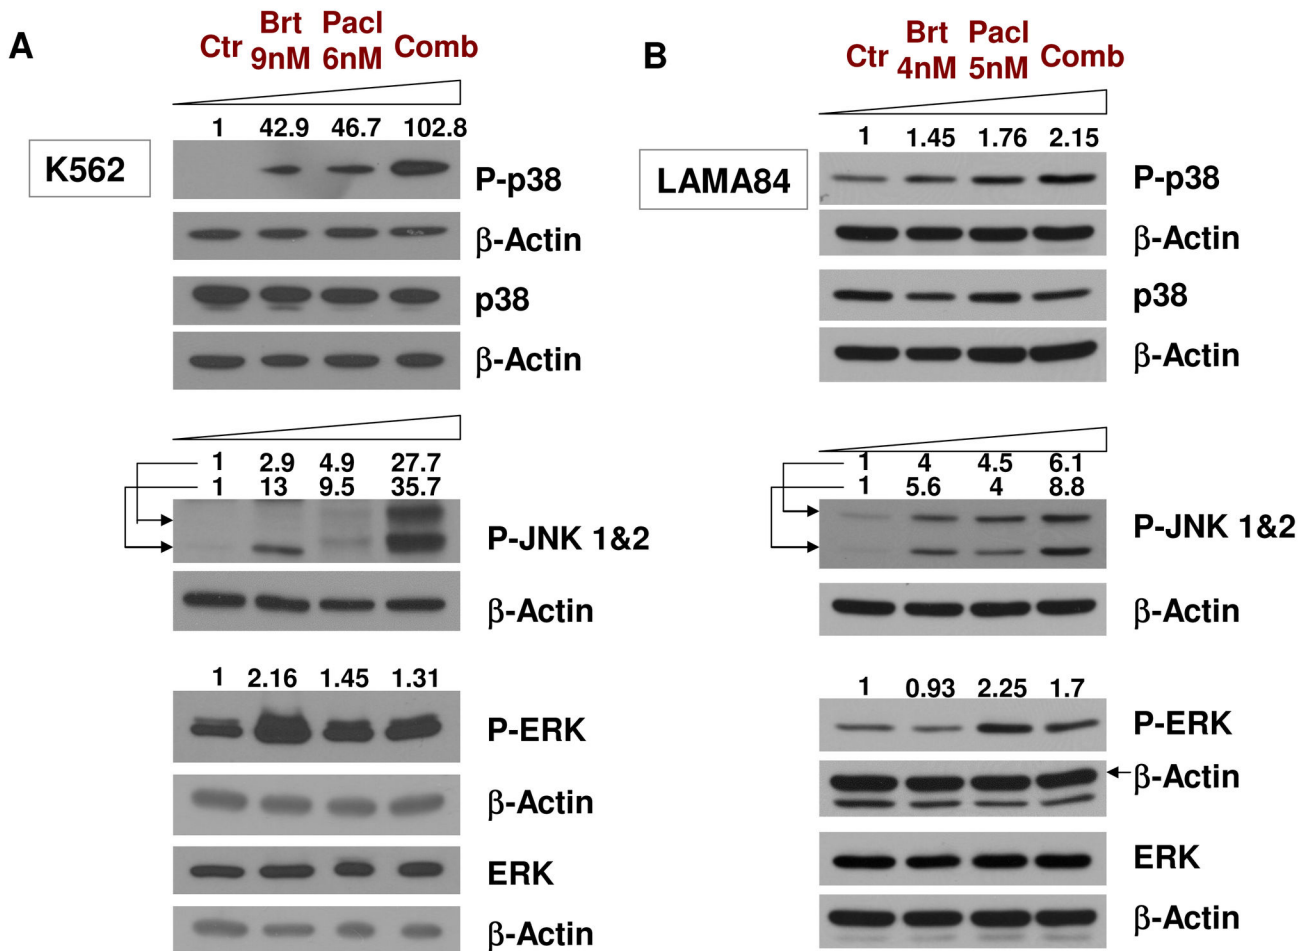 A
Ctr Brt 9nM Pacl 6nM Comb
K562
1 42.9 46.7 102.8
P-p38
β-Actin
p38
β-Actin
1 2.9 4.9 27.7
1 13 9.5 35.7
P-JNK 1&2
β-Actin
1 2.16 1.45 1.31
P-ERK
β-Actin
ERK
β-Actin
B
Ctr Brt 4nM Pacl 5nM Comb
LAMA84
1 1.45 1.76 2.15
P-p38
β-Actin
p38
β-Actin
1 4 4.5 6.1
1 5.6 4 8.8
P-JNK 1&2
β-Actin
1 0.93 2.25 1.7
P-ERK
β-Actin
ERK
β-Actin